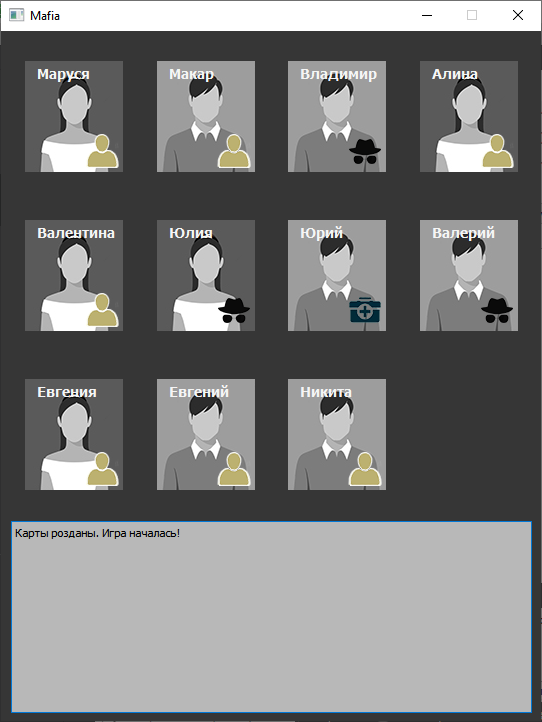 Mafia
Маруся Макар Владимир Алина
Валентина Юлия Юрий Валерий
Евгения Евгений Никита
Карты розданы. Игра началась!